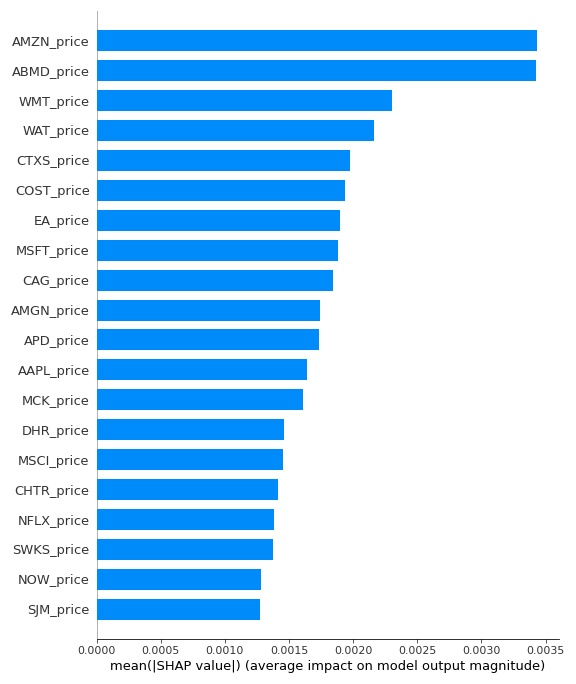 AMZN_price
ABMD_price
WMT_price
WAT_price
CTXS_price
COST_price
EA_price
MSFT_price
CAG_price
AMGN_price
APD_price
AAPL_price
MCK_price
DHR_price
MSCI_price
CHTR_price
NFLX_price
SWKS_price
NOW_price
SJM_price
0.0000 0.0005 0.0010 0.0015 0.0020 0.0025 0.0030 0.0035
mean(|SHAP value|) (average impact on model output magnitude)